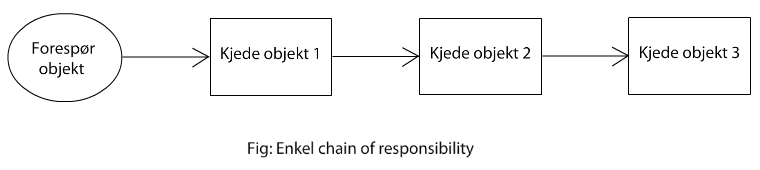 Forespør
objekt
Kjede objekt 1
Kjede objekt 2
Kjede objekt 3
Fig: Enkel chain of responsibility